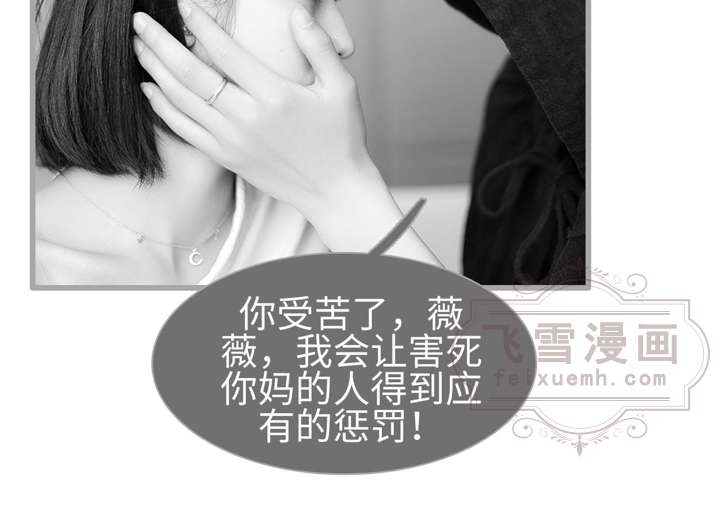 你受苦了，薇
薇，我会让害死
你妈的人得到应
有的惩罚！
飞雪漫画
feixuemh.com